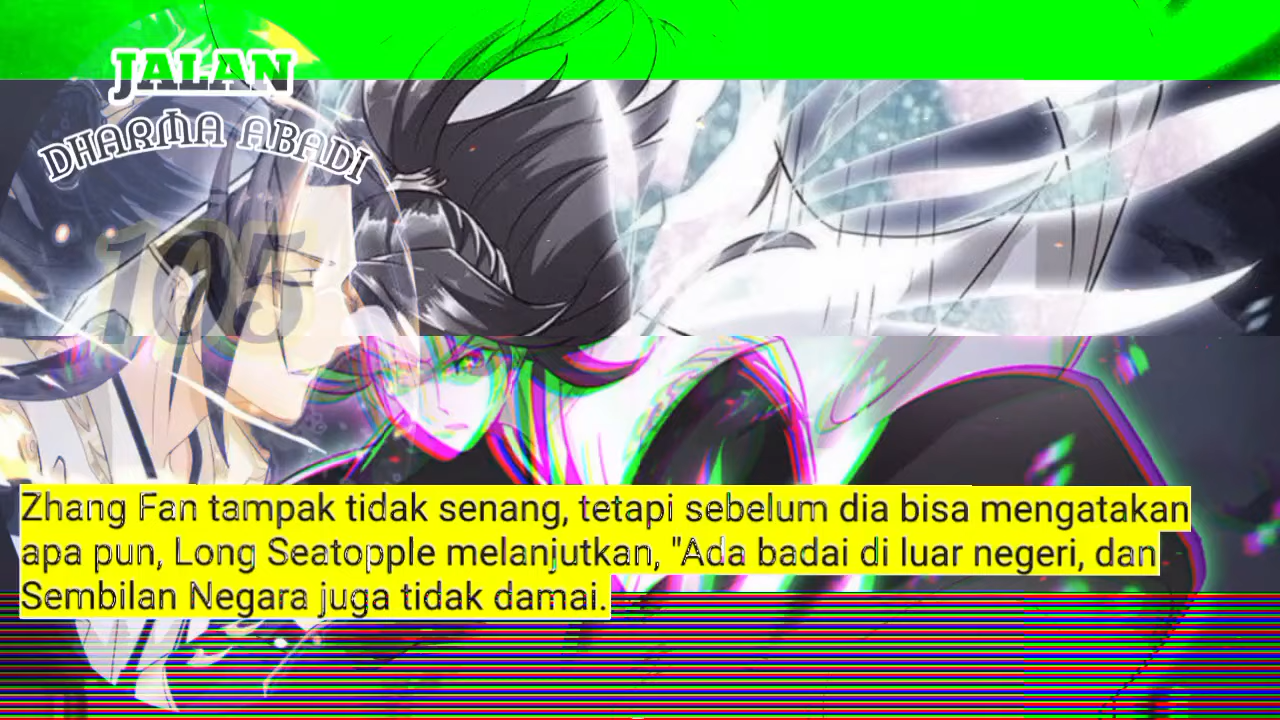 JALAN
DHARMA ABADI
105
Zhang Fan tampak tidak senang, tetapi sebelum dia bisa mengatakan
apa pun, Long Seatopple melanjutkan, "Ada badai di luar negeri, dan
Sembilan Negara juga tidak damai.